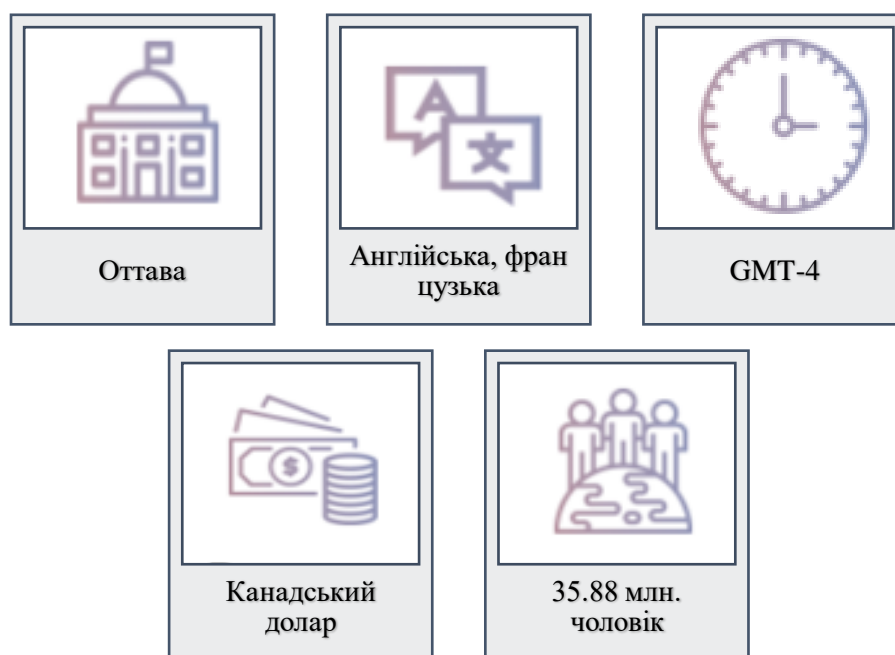 Оттава
Англійська, фран
цузька
GMT-4
Канадський
долар
35.88 млн.
чоловік